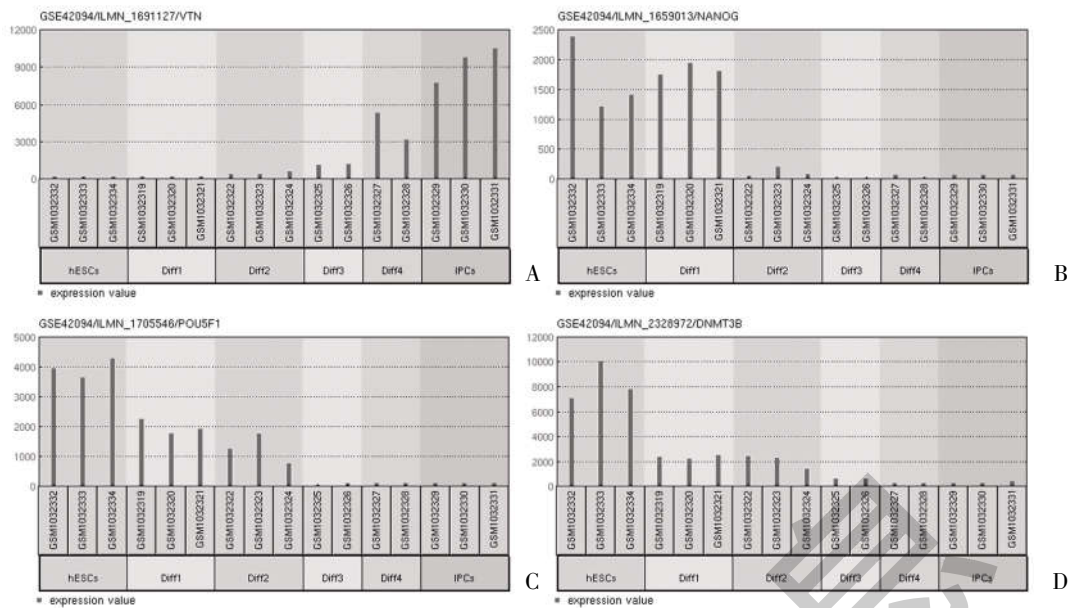 GSE42094/ILMN_1691127/VTN
12000
9000
6000
3000
0
GSM1032332 GSM1032333 GSM1032334 GSM1032319 GSM1032320 GSM1032321 GSM1032322 GSM1032323 GSM1032324 GSM1032325 GSM1032326 GSM1032327 GSM1032328 GSM1032329 GSM1032330 GSM1032331
hESCs Diff1 Diff2 Diff3 Diff4 IPCs
expression value
A
GSE42094/ILMN_1659013/NANOG
2500
2000
1500
1000
500
0
GSM1032332 GSM1032333 GSM1032334 GSM1032319 GSM1032320 GSM1032321 GSM1032322 GSM1032323 GSM1032324 GSM1032325 GSM1032326 GSM1032327 GSM1032328 GSM1032329 GSM1032330 GSM1032331
hESCs Diff1 Diff2 Diff3 Diff4 IPCs
expression value
B
GSE42094/ILMN_1705546/POU5F1
5000
4000
3000
2000
1000
0
GSM1032332 GSM1032333 GSM1032334 GSM1032319 GSM1032320 GSM1032321 GSM1032322 GSM1032323 GSM1032324 GSM1032325 GSM1032326 GSM1032327 GSM1032328 GSM1032329 GSM1032330 GSM1032331
hESCs Diff1 Diff2 Diff3 Diff4 IPCs
expression value
C
GSE42094/ILMN_2328972/DNMT3B
12000
10000
8000
6000
4000
2000
0
GSM1032332 GSM1032333 GSM1032334 GSM1032319 GSM1032320 GSM1032321 GSM1032322 GSM1032323 GSM1032324 GSM1032325 GSM1032326 GSM1032327 GSM1032328 GSM1032329 GSM1032330 GSM1032331
hESCs Diff1 Diff2 Diff3 Diff4 IPCs
expression value
D